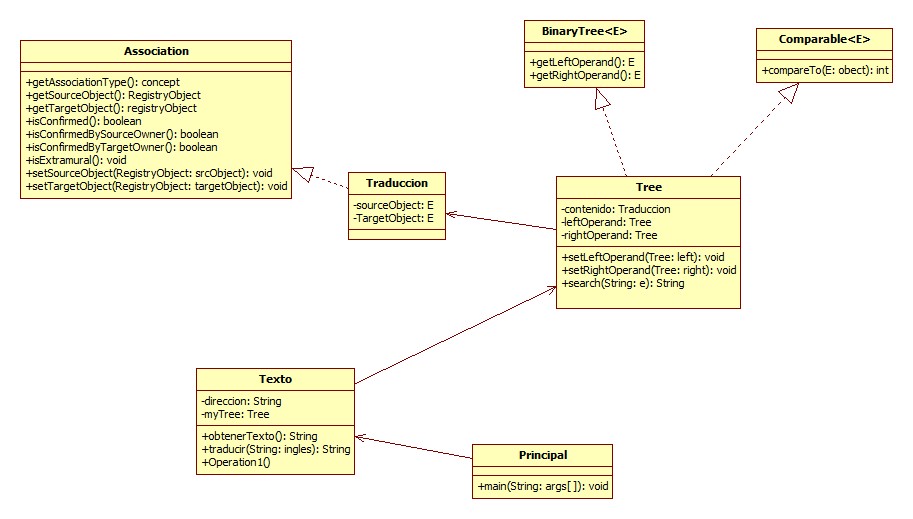 Association
+getAssociationType(): concept
+getSourceObject(): RegistryObject
+getTargetObject(): registryObject
+isConfirmed(): boolean
+isConfirmedBySourceOwner(): boolean
+isConfirmedByTargetOwner(): boolean
+isExtramural(): void
+setSourceObject(RegistryObject: srcObject): void
+setTargetObject(RegistryObject: targetObject): void
BinaryTree<E>
+getLeftOperand(): E
+getRightOperand(): E
Comparable<E>
+compareTo(E: obect): int
Traduccion
-sourceObject: E
-TargetObject: E
Tree
-contenido: Traduccion
-leftOperand: Tree
-rightOperand: Tree
+setLeftOperand(Tree: left): void
+setRightOperand(Tree: right): void
+search(String: e): String
Texto
-direccion: String
-myTree: Tree
+obtenerTexto(): String
+traducir(String: ingles): String
+Operation1()
Principal
+main(String: args[]): void